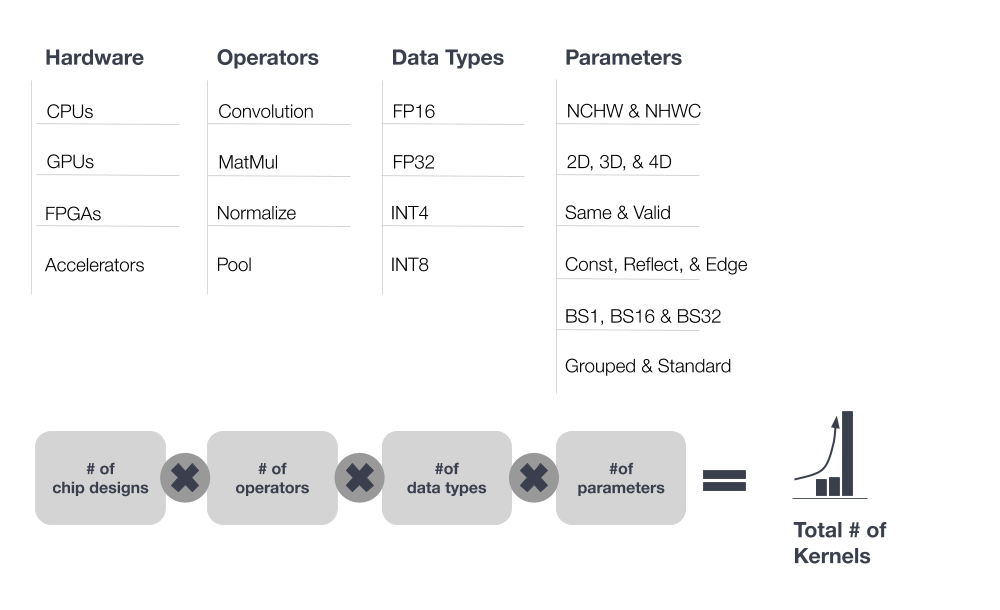 Hardware
CPUs
GPUs
FPGAs
Accelerators
Operators
Convolution
MatMul
Normalize
Pool
Data Types
FP16
FP32
INT4
INT8
Parameters
NCHW & NHWC
2D, 3D, & 4D
Same & Valid
Const, Reflect, & Edge
BS1, BS16 & BS32
Grouped & Standard
# of
chip designs
# of
operators
#of
data types
#of
parameters
Total # of
Kernels